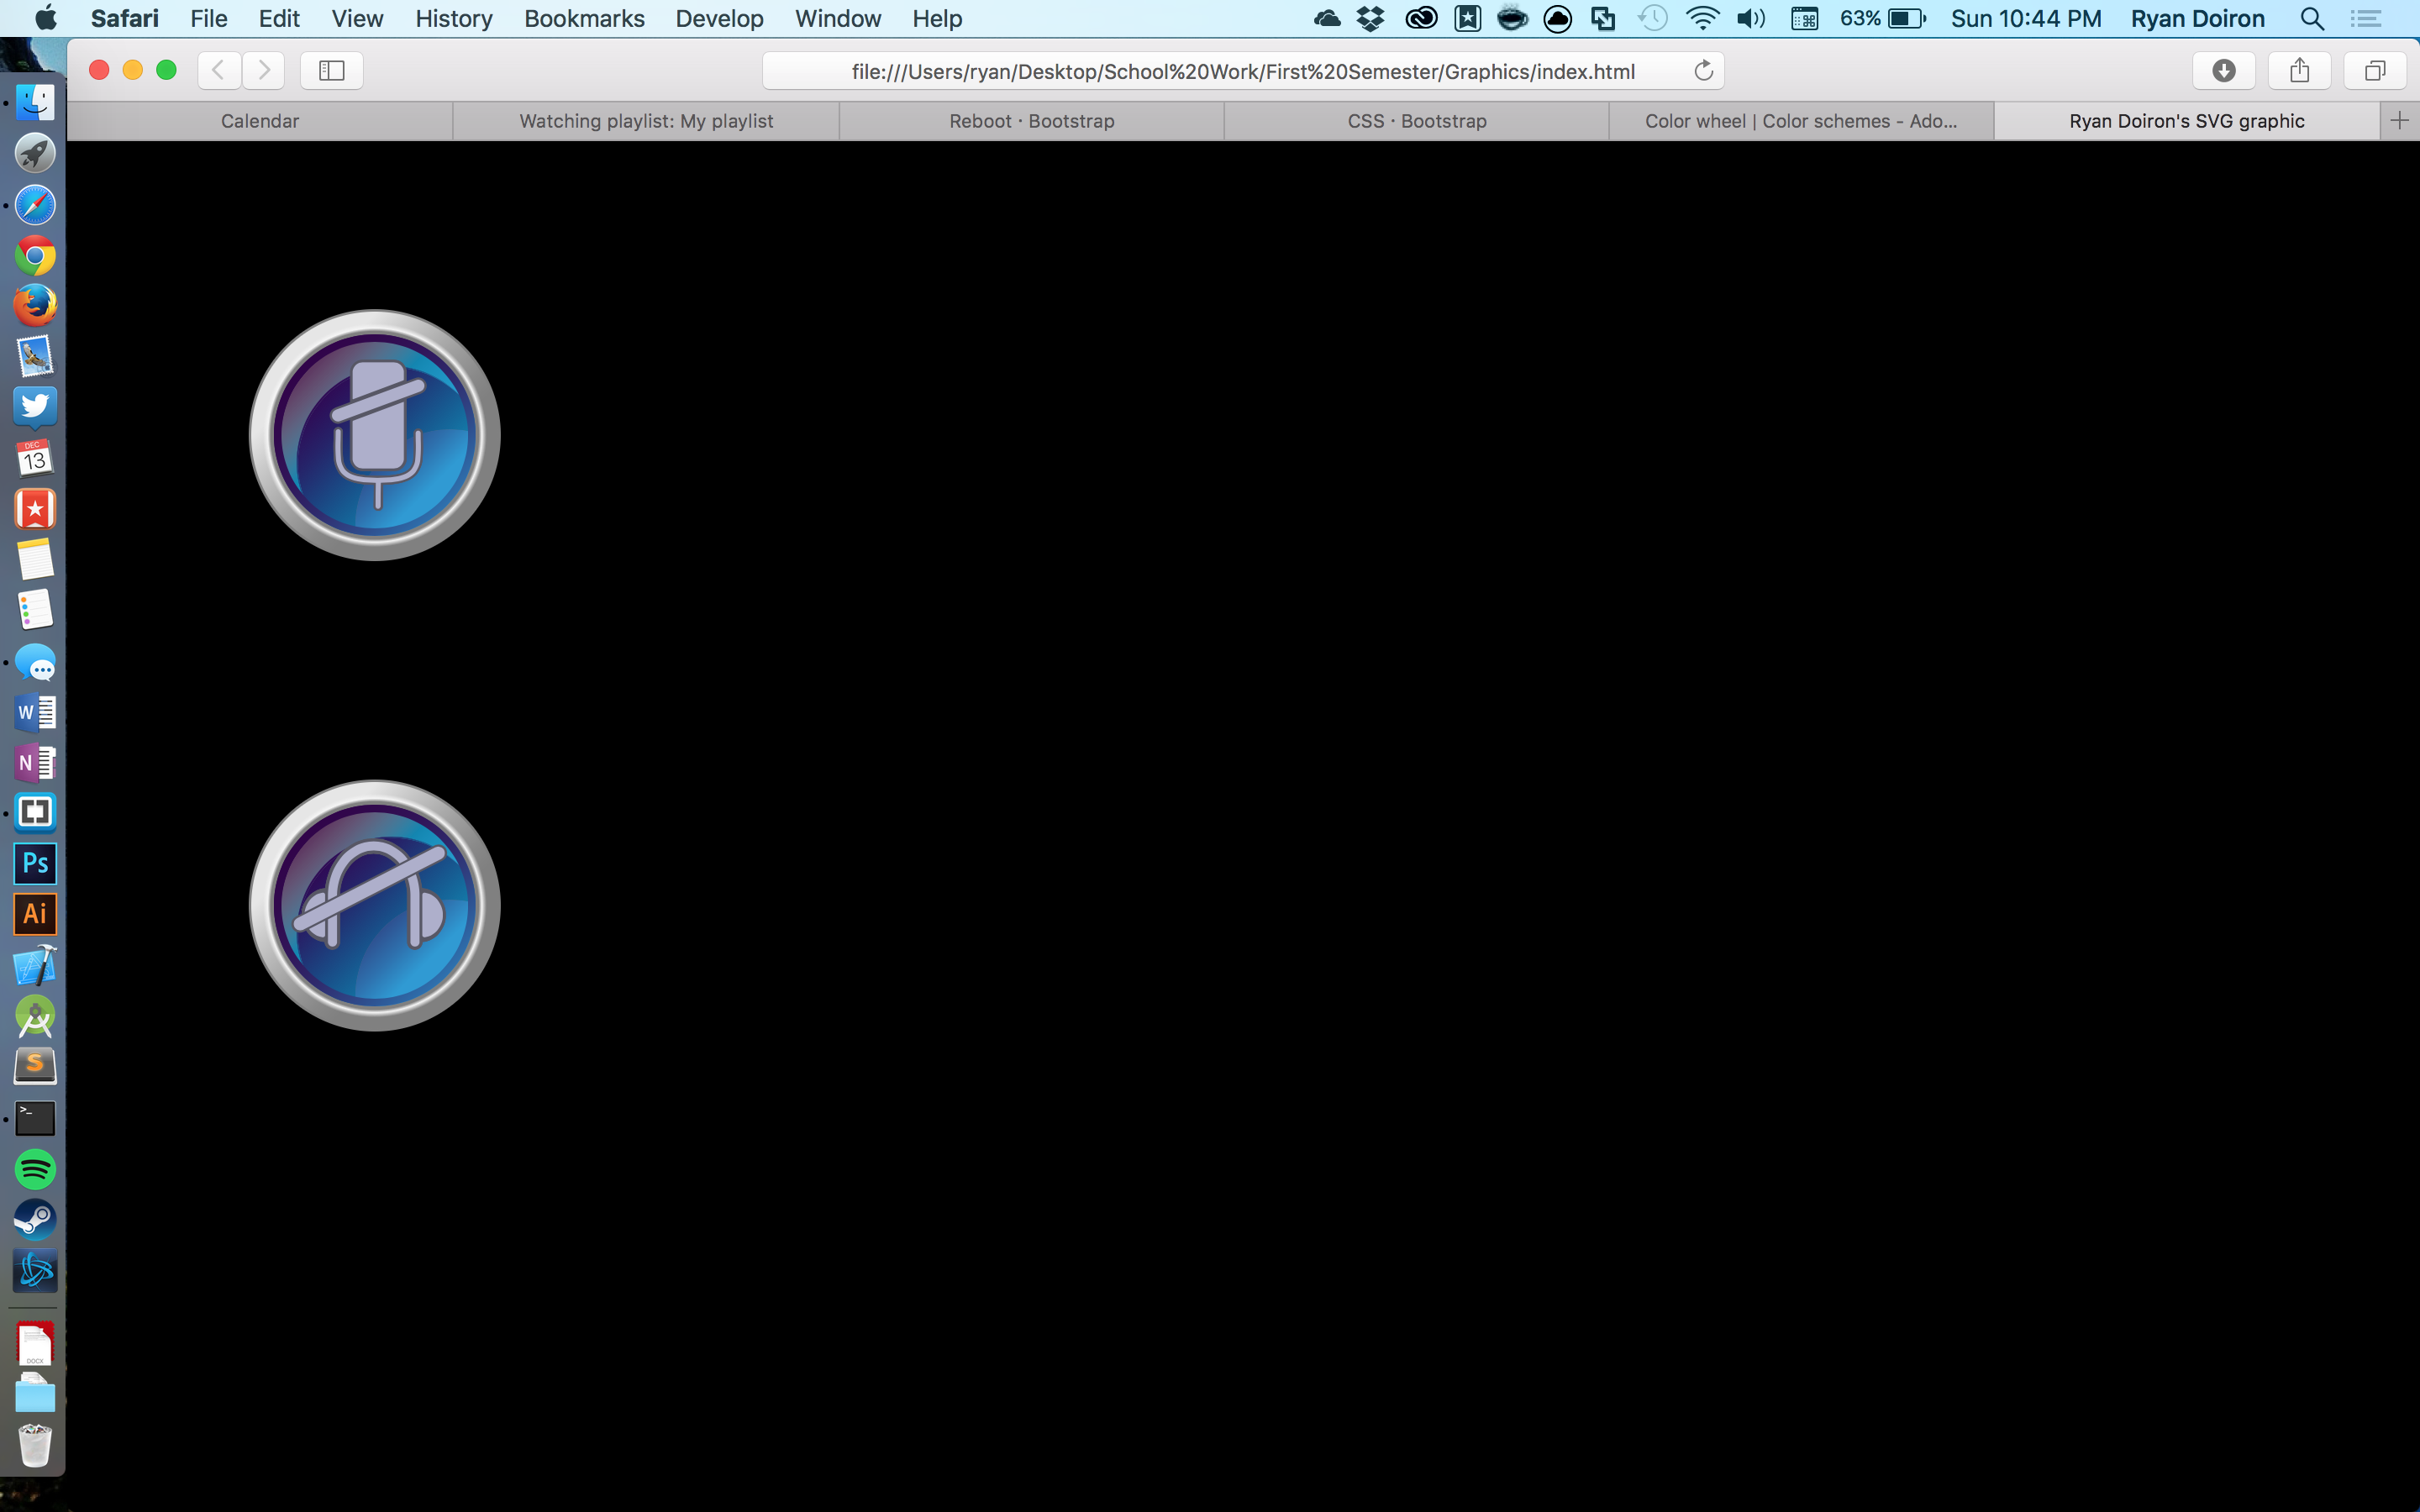 Safari File Edit View History Bookmarks Develop Window Help 63% Sun 10:44 PM Ryan Doiron
file:///Users/ryan/Desktop/School%20Work/First%20Semester/Graphics/index.html
Calendar Watching playlist: My playlist Reboot · Bootstrap CSS · Bootstrap Color wheel | Color schemes - Ado... Ryan Doiron's SVG graphic
DEC
13
W
N
Ps
Ai
S
>_
DOCX